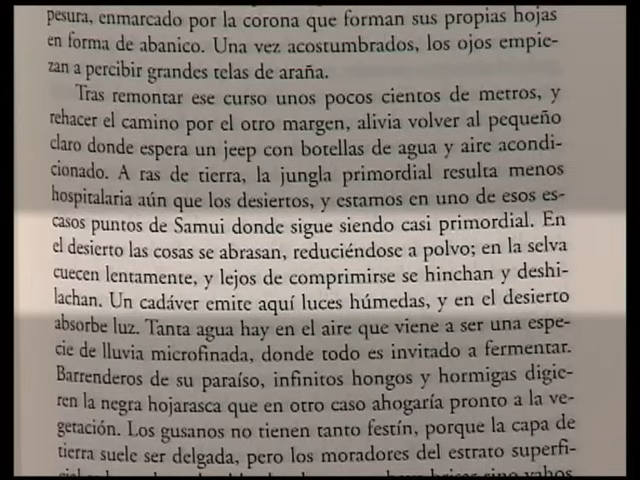 pesura, enmarcado por la corona que forman sus propias hojas
en forma de abanico. Una vez acostumbrados, los ojos empie-
zan a percibir grandes telas de araña.
Tras remontar ese curso unos pocos cientos de metros, y
rehacer el camino por el otro margen, alivia volver al pequeño
claro donde espera un jeep con botellas de agua y aire acondi-
cionado. A ras de tierra, la jungla primordial resulta menos
hospitalaria aún que los desiertos, y estamos en uno de esos es-
casos puntos de Samui donde sigue siendo casi primordial. En
el desierto las cosas se abrasan, reduciéndose a polvo; en la selva
cuecen lentamente, y lejos de comprimirse se hinchan y deshi-
lachan. Un cadáver emite aquí luces húmedas, y en el desierto
absorbe luz. Tanta agua hay en el aire que viene a ser una espe-
cie de lluvia microfinada, donde todo es invitado a fermentar.
Barrenderos de su paraíso, infinitos hongos y hormigas digie-
ren la negra hojarasca que en otro caso ahogaría pronto a la ve-
getación. Los gusanos no tienen tanto festín, porque la capa de
tierra suele ser delgada, pero los moradores del estrato superfi-
sino vahos